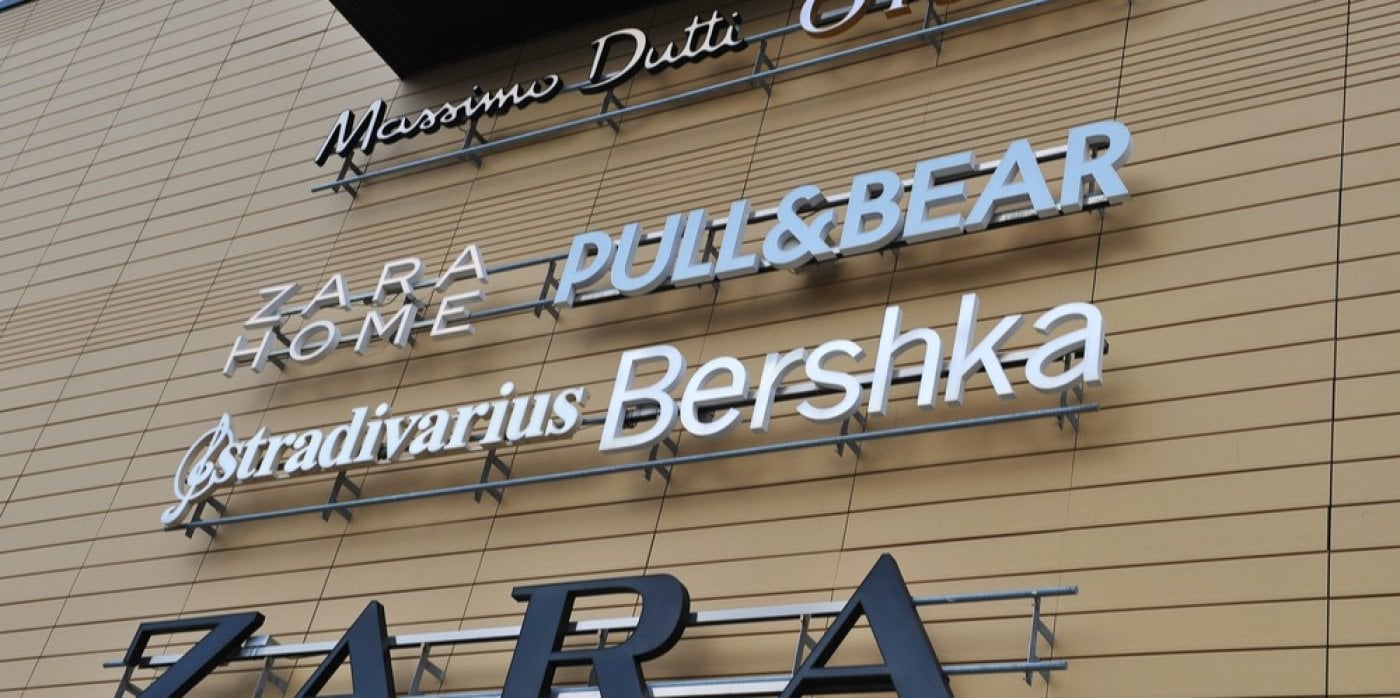 Massimo Dutti
ZARA HOME PULL&BEAR
Stradivarius Bershka
ZARA